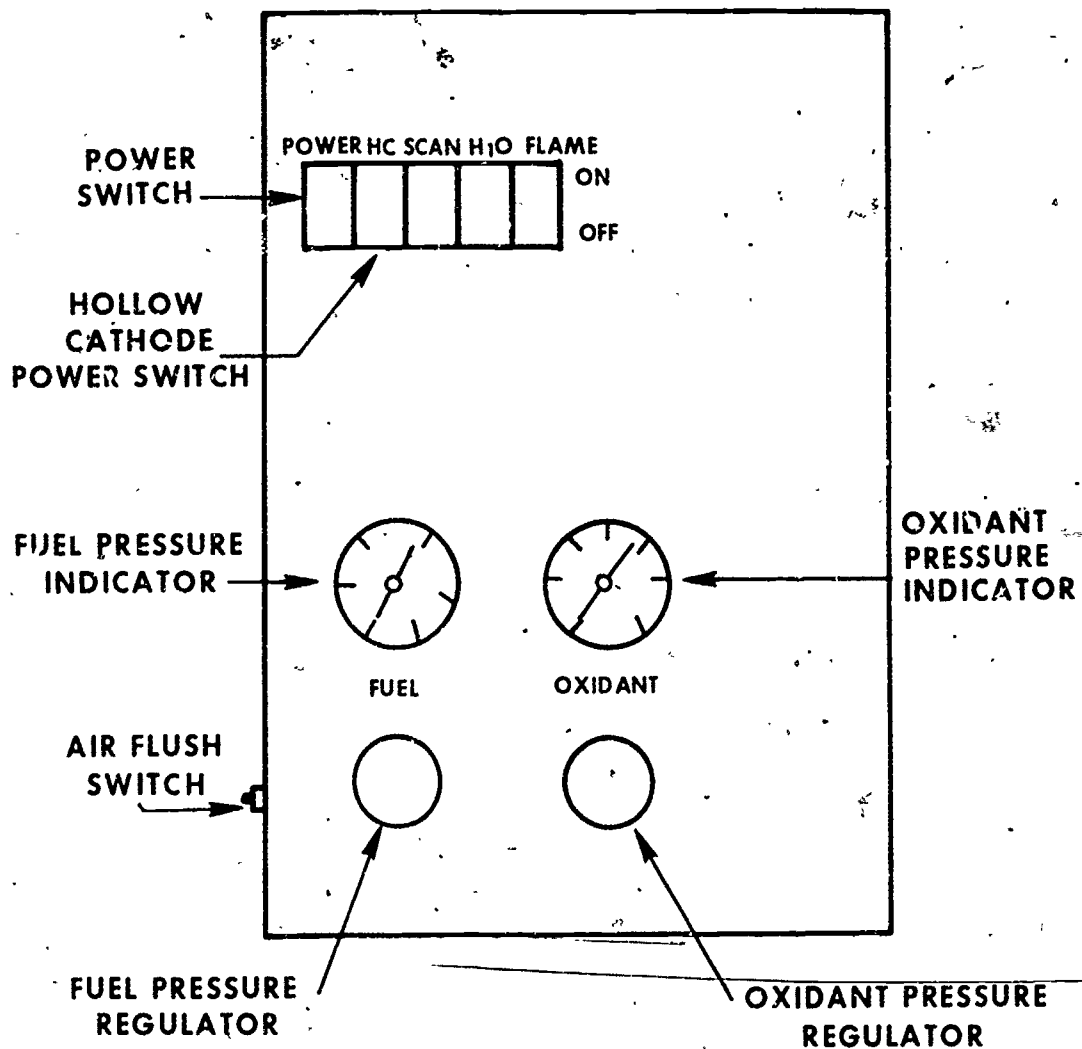 POWER HC SCAN H₁O FLAME
POWER
SWITCH
ON
OFF
HOLLOW
CATHODE
POWER SWITCH
FUEL PRESSURE
INDICATOR
OXIDANT
PRESSURE
INDICATOR
FUEL
OXIDANT
AIR FLUSH
SWITCH
FUEL PRESSURE
REGULATOR
OXIDANT PRESSURE
REGULATOR